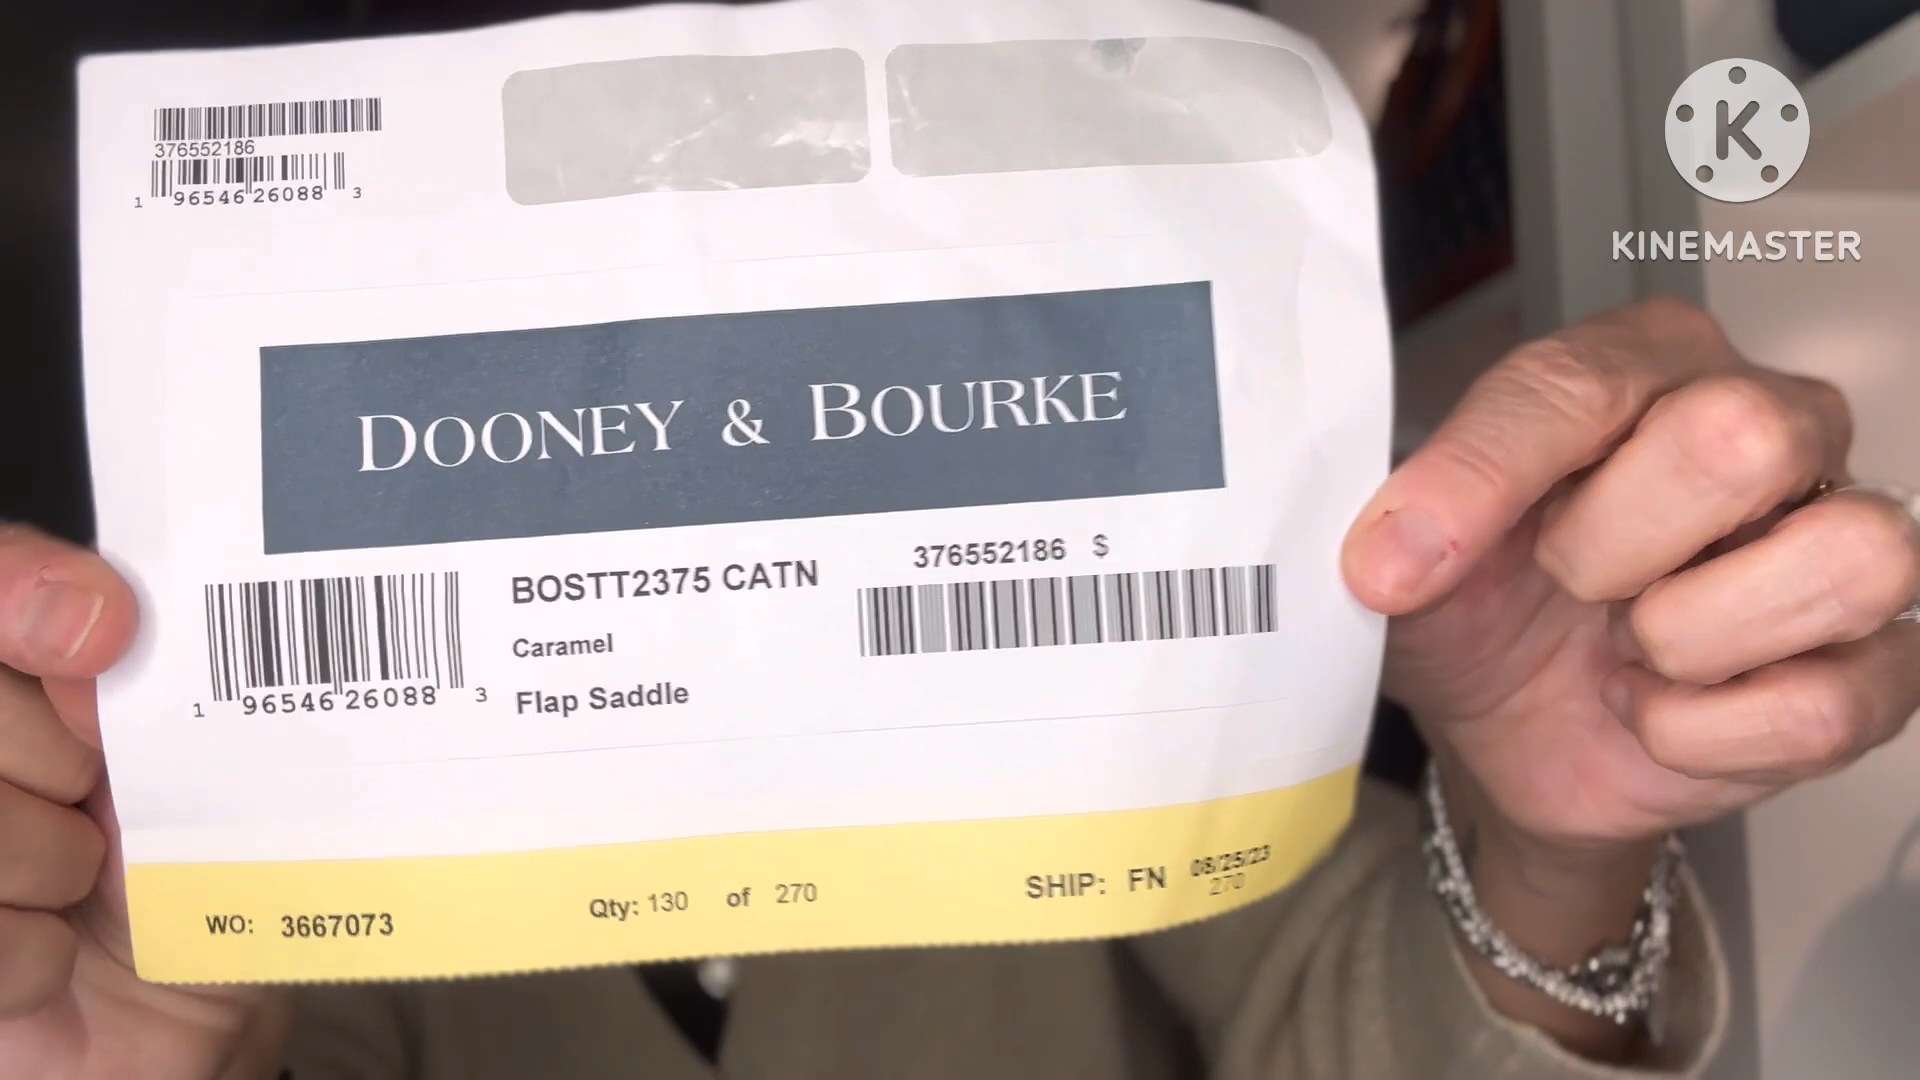 376552186
1 96546 26088 3
KINEMASTER
DOONEY & BOURKE
376552186 $
BOSTT2375 CATN
Caramel
Flap Saddle
1 96546 26088 3
WO: 3667073
Qty: 130 of 270
SHIP: FN 08/25/23
270